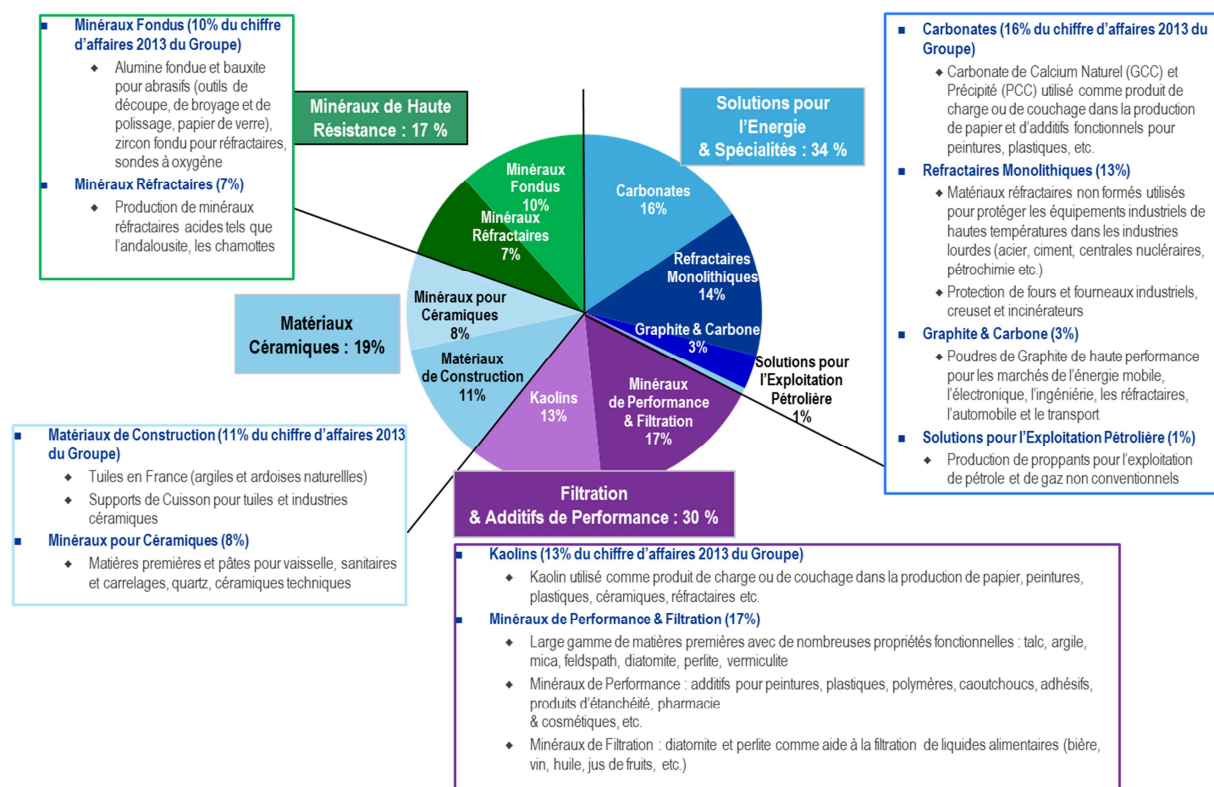 Minéraux Fondus (10% du chiffre
d'affaires 2013 du Groupe)
Alumine fondue et bauxite
pour abrasifs (outils de
découpe, de broyage et de
polissage, papier de verre),
zircon fondu pour réfractaires,
sondes à oxygène
Minéraux Réfractaires (7%)
Production de minéraux
réfractaires acides tels que
l'andalousite, les chamottes
Minéraux de Haute
Résistance : 17 %
Solutions pour
l'Energie
& Spécialités : 34 %
Carbonates (16% du chiffre d'affaires 2013 du
Groupe)
Carbonate de Calcium Naturel (GCC) et
Précipité (PCC) utilisé comme produit de
charge ou de couchage dans la production
de papier et d'additifs fonctionnels pour
peintures, plastiques, etc.
Refractaires Monolithiques (13%)
Matériaux réfractaires non formés utilisés
pour protéger les équipements industriels de
hautes températures dans les industries
lourdes (acier, ciment, centrales nucléraires,
pétrochimie etc.)
Protection de fours et fourneaux industriels,
creuset et incinérateurs
Graphite & Carbone (3%)
Poudres de Graphite de haute performance
pour les marchés de l'énergie mobile,
l'électronique, l'ingéniérie, les réfractaires,
l'automobile et le transport
Solutions pour l'Exploitation Pétrolière (1%)
Production de proppants pour l'exploitation
de pétrole et de gaz non conventionnels
Minéraux
Fondus
10%
Carbonates
16%
Minéraux
Réfractaires
7%
Refractaires
Monolithiques
14%
Minéraux pour
Céramiques
8%
Graphite & Carbone
3%
Matériaux
Céramiques : 19%
Matériaux
de Construction
11%
Kaolins
13%
Minéraux
de Performance
& Filtration
17%
Solutions pour
l'Exploitation
Pétrolière
1%
Filtration
& Additifs de Performance : 30 %
Matériaux de Construction (11% du chiffre d'affaires 2013
du Groupe)
Tuiles en France (argiles et ardoises naturellles)
Supports de Cuisson pour tuiles et industries
céramiques
Minéraux pour Céramiques (8%)
Matières premières et pâtes pour vaisselle, sanitaires
et carrelages, quartz, céramiques techniques
Kaolins (13% du chiffre d'affaires 2013 du Groupe)
Kaolin utilisé comme produit de charge ou de couchage dans la production de papier, peintures,
plastiques, céramiques, réfractaires etc.
Minéraux de Performance & Filtration (17%)
Large gamme de matières premières avec de nombreuses propriétés fonctionnelles : talc, argile,
mica, feldspath, diatomite, perlite, vermiculite
Minéraux de Performance : additifs pour peintures, plastiques, polymères, caoutchoucs, adhésifs,
produits d'étanchéité, pharmacie
& cosmétiques, etc.
Minéraux de Filtration : diatomite et perlite comme aide à la filtration de liquides alimentaires (bière,
vin, huile, jus de fruits, etc.)